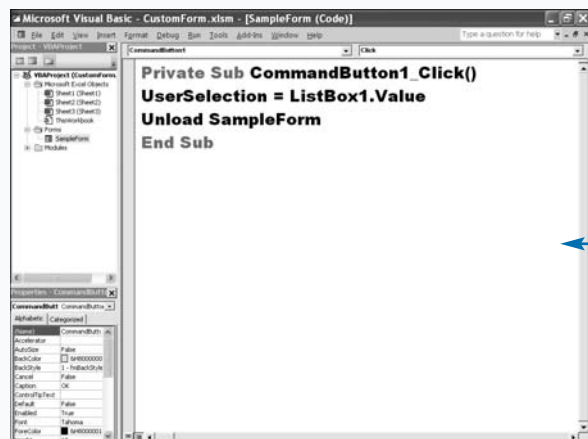 Microsoft Visual Basic - CustomForm.xlsm - [SampleForm (Code)]
File Edit View Insert Format Debug Run Tools Add-Ins Window Help Type a question for help
Project - VBAProject
VBAProject (CustomForm.
Microsoft Excel Objects
Sheet1 (Sheet1)
Sheet2 (Sheet2)
Sheet3 (Sheet3)
ThisWorkbook
Forms
SampleForm
Modules
CommandButton1 Click
Private Sub CommandButton1_Click()
UserSelection = ListBox1.Value
Unload SampleForm
End Sub
Properties - CommandButt
CommandButt CommandButto
Alphabetic Categorized
(Name) CommandButt
Accelerator
AutoSize False
BackColor &H8000000
BackStyle 1 - fmBackStyle
Cancel False
Caption OK
ControlTipText
Default False
Enabled True
Font Tahoma
ForeColor &H8000001